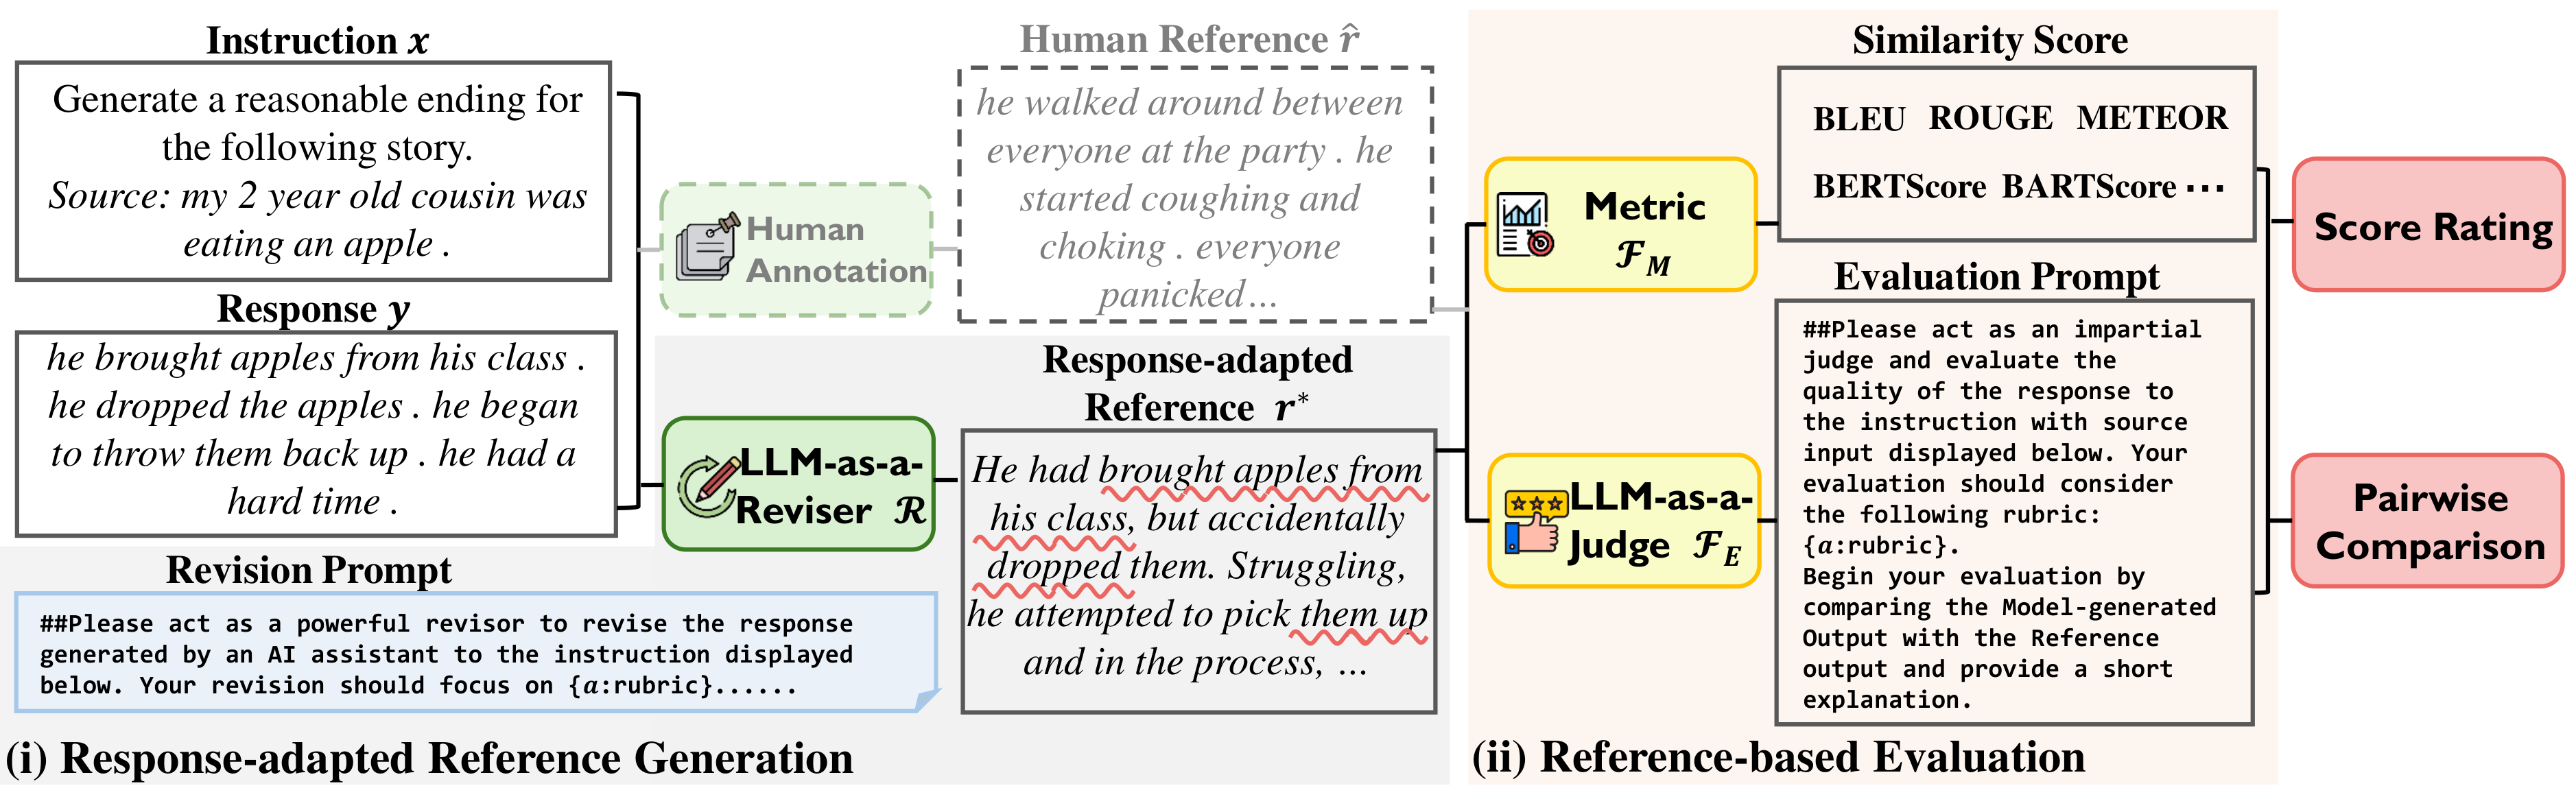 Instruction x
Generate a reasonable ending for
the following story.
Source: my 2 year old cousin was
eating an apple .
Response y
he brought apples from his class .
he dropped the apples . he began
to throw them back up . he had a
hard time .
Revision Prompt
##Please act as a powerful revisor to revise the response
generated by an AI assistant to the instruction displayed
below. Your revision should focus on {a:rubric}......
(i) Response-adapted Reference Generation
Human
Annotation
LLM-as-a-
Reviser R
Human Reference r̂
he walked around between
everyone at the party . he
started coughing and
choking . everyone
panicked...
Response-adapted
Reference r*
He had brought apples from
his class, but accidentally
dropped them. Struggling,
he attempted to pick them up
and in the process, ...
Metric
F_M
LLM-as-a-
Judge F_E
Similarity Score
BLEU ROUGE METEOR
BERTScore BARTScore ...
Evaluation Prompt
##Please act as an impartial
judge and evaluate the
quality of the response to
the instruction with source
input displayed below. Your
evaluation should consider
the following rubric:
{a:rubric}.
Begin your evaluation by
comparing the Model-generated
Output with the Reference
output and provide a short
explanation.
(ii) Reference-based Evaluation
Score Rating
Pairwise
Comparison